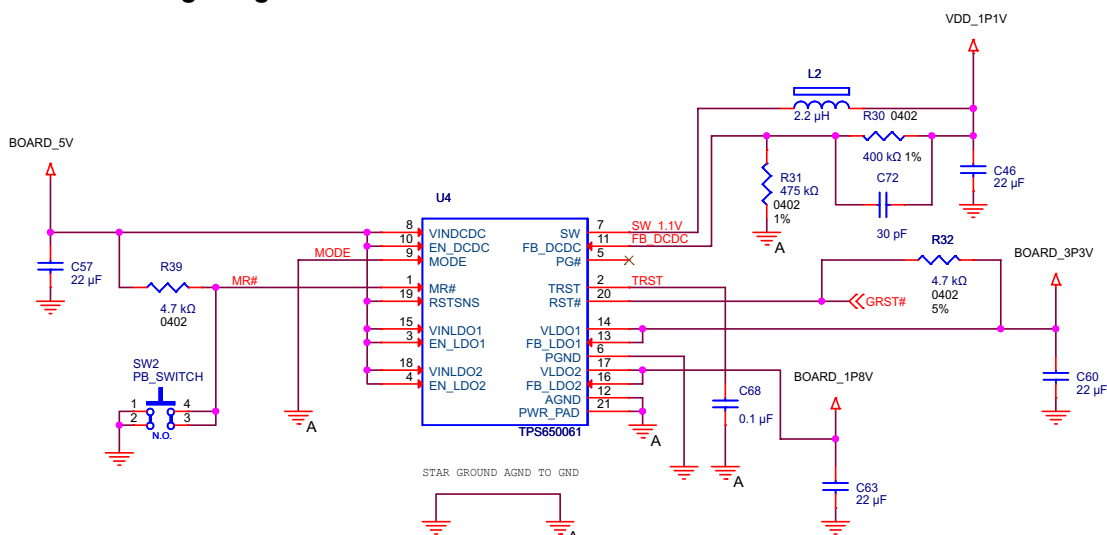 VDD_1P1V
L2
2.2 µH
R30 0402
400 kΩ 1%
C72
30 pF
R31
475 kΩ
0402
1%
A
C46
22 µF
BOARD_5V
U4
8 VINDCDC SW 7 SW_1.1V
10 EN_DCDC FB_DCDC 11 FB_DCDC
MODE 9 MODE PG# 5
MR# 1 MR# TRST 2 TRST
19 RSTSNS RST# 20
15 VINLDO1 VLDO1 14
3 EN_LDO1 FB_LDO1 13
PGND 6
18 VINLDO2 VLDO2 17
4 EN_LDO2 FB_LDO2 16
AGND 12
PWR_PAD 21
TPS650061
C57
22 µF
R39
4.7 kΩ
0402
SW2
PB_SWITCH
1 4
2 3
N.O.
A
R32
4.7 kΩ
0402
5%
GRST#
BOARD_3P3V
C60
22 µF
BOARD_1P8V
C68
0.1 µF
A
A
C63
22 µF
STAR GROUND AGND TO GND
A